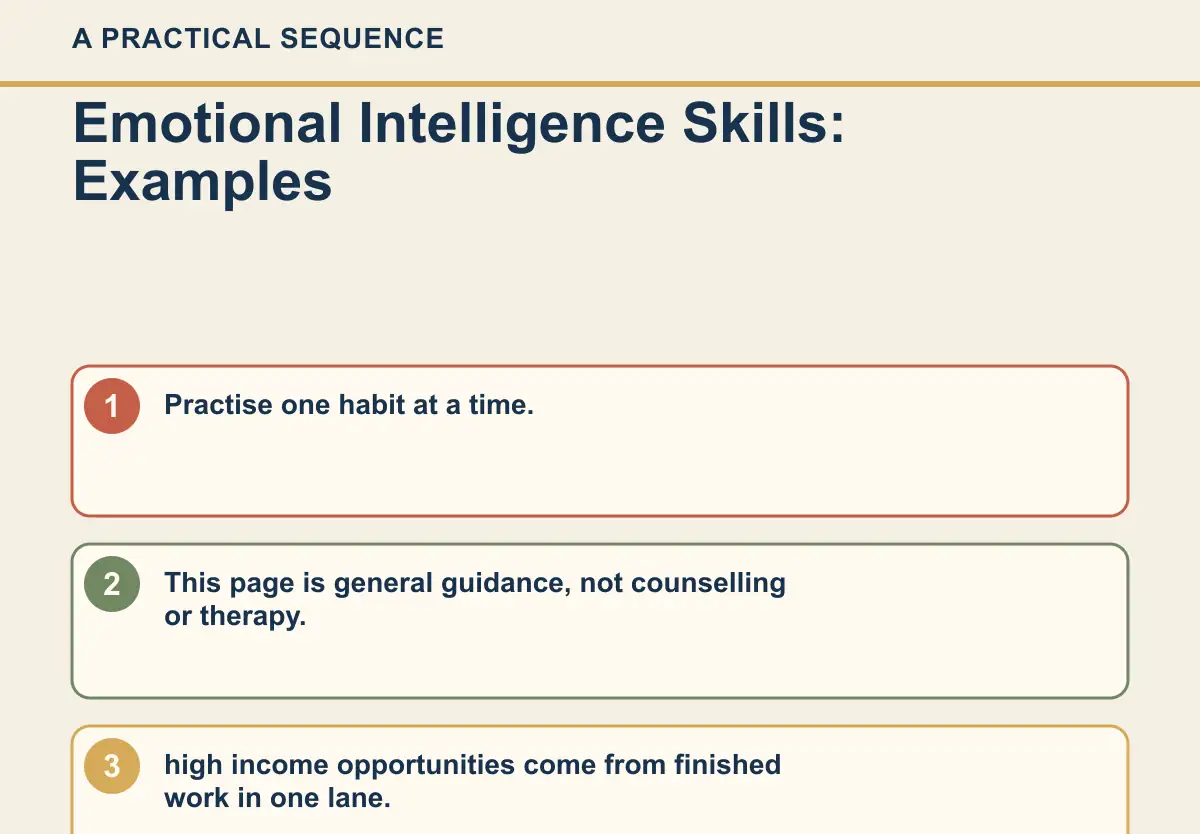 A PRACTICAL SEQUENCE
Emotional Intelligence Skills:
Examples
1
Practise one habit at a time.
2
This page is general guidance, not counselling
or therapy.
3
high income opportunities come from finished
work in one lane.